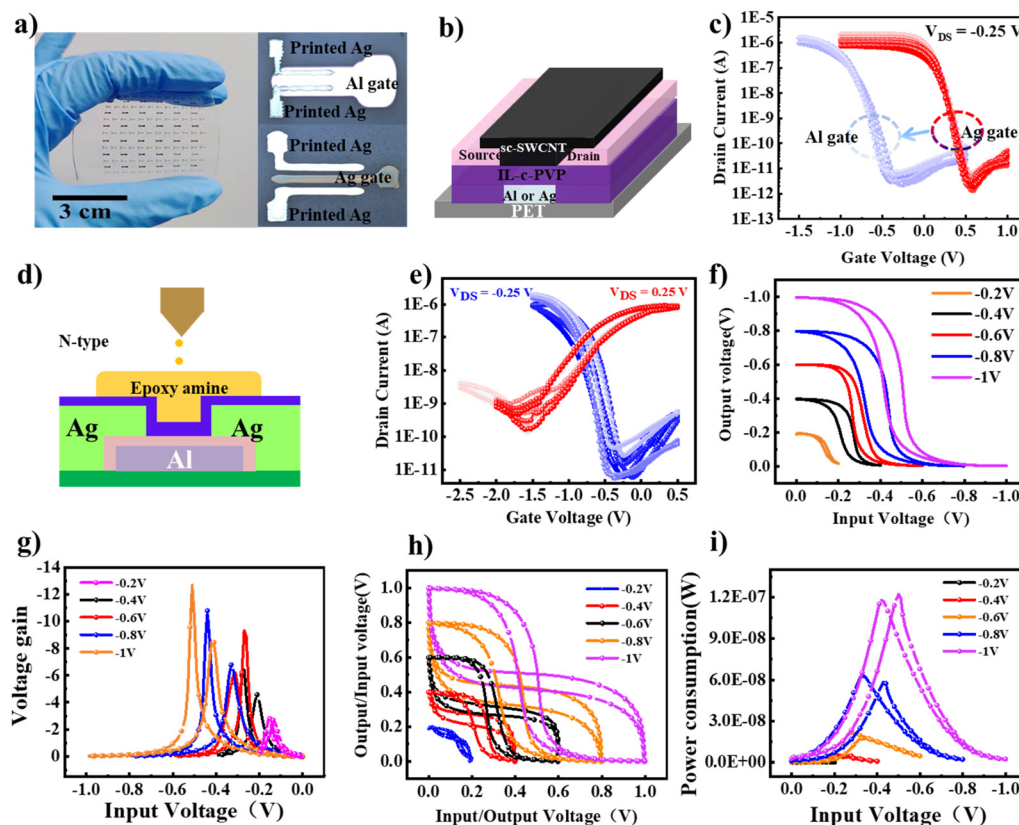 a)
Printed Ag
Al gate
Printed Ag
Printed Ag
Ag gate
Printed Ag
3 cm
b)
sc-SWCNT
Source
Drain
IL-c-PVP
Al or Ag
PET
c)
1E-5
1E-6
1E-7
1E-8
1E-9
1E-10
1E-11
1E-12
1E-13
Drain Current (A)
V_DS = -0.25 V
Al gate
Ag gate
-1.5 -1.0 -0.5 0.0 0.5 1.0
Gate Voltage (V)
d)
N-type
Epoxy amine
Ag
Ag
Al
e)
V_DS = -0.25 V
V_DS = 0.25 V
1E-6
1E-7
1E-8
1E-9
1E-10
1E-11
Drain Current (A)
-2.5 -2.0 -1.5 -1.0 -0.5 0.0 0.5
Gate Voltage (V)
f)
-1.0
-0.8
-0.6
-0.4
-0.2
0.0
Output voltage(V)
-0.2V
-0.4V
-0.6V
-0.8V
-1V
0.0 -0.2 -0.4 -0.6 -0.8 -1.0
Input Voltage（V)
g)
-14
-12
-10
-8
-6
-4
-2
0
Voltage gain
-0.2V
-0.4V
-0.6V
-0.8V
-1V
-1.0 -0.8 -0.6 -0.4 -0.2 0.0
Input Voltage（V)
h)
1.0
0.8
0.6
0.4
0.2
0.0
Output/Input voltage(V)
-0.2V
-0.4V
-0.6V
-0.8V
-1V
0.0 0.2 0.4 0.6 0.8 1.0
Input/Output Voltage（V)
i)
1.2E-07
9.0E-08
6.0E-08
3.0E-08
0.0E+00
Power consumption(W)
-0.2V
-0.4V
-0.6V
-0.8V
-1V
0.0 -0.2 -0.4 -0.6 -0.8 -1.0
Input Voltage（V)